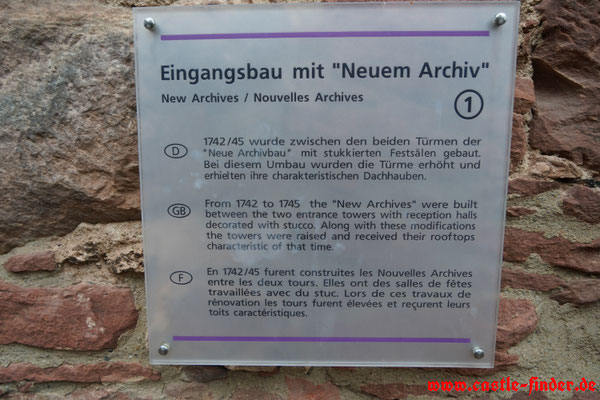 Eingangsbau mit "Neuem Archiv"
New Archives / Nouvelles Archives
1
D
1742/45 wurde zwischen den beiden Türmen der
"Neue Archivbau" mit stukkierten Festsälen gebaut.
Bei diesem Umbau wurden die Türme erhöht und
erhielten ihre charakteristischen Dachhauben.
GB
From 1742 to 1745 the "New Archives" were built
between the two entrance towers with reception halls
decorated with stucco. Along with these modifications
the towers were raised and received their rooftops
characteristic of that time.
F
En 1742/45 furent construites les Nouvelles Archives
entre les deux tours. Elles ont des salles de fêtes
travaillées avec du stuc. Lors de ces travaux de
rénovation les tours furent élevées et reçurent leurs
toits caractéristiques.
www.castle-finder.de